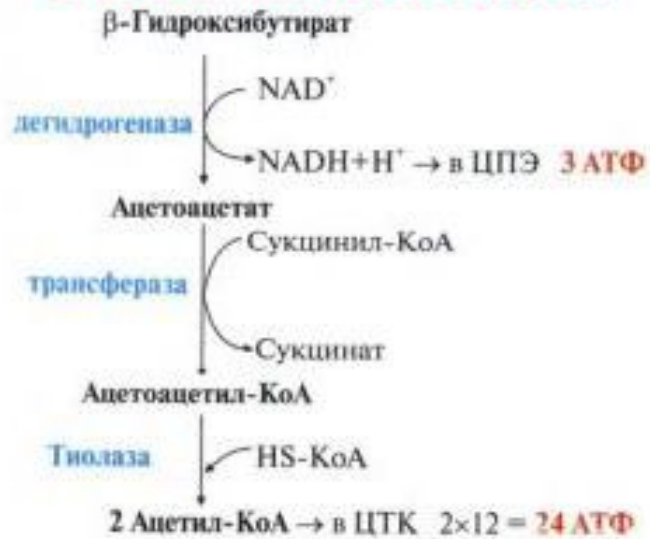 β-Гидроксибутират
NAD⁺
дегидрогеназа
NADH+H⁺ → в ЦПЭ 3 АТФ
Ацетоацетат
Сукцинил-КоА
трансфераза
Сукцинат
Ацетоацетил-КоА
Тиолаза HS-КоА
2 Ацетил-КоА → в ЦТК 2×12 = 24 АТФ